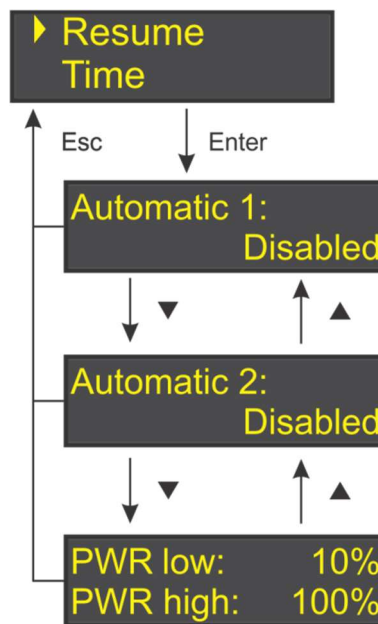 Resume
Time
Esc
Enter
Automatic 1:
Disabled
Automatic 2:
Disabled
PWR low: 10%
PWR high: 100%